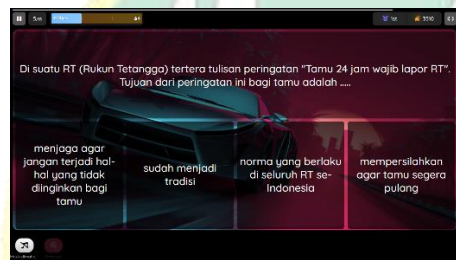 Di suatu RT (Rukun Tetangga) tertera tulisan peringatan "Tamu 24 jam wajib lapor RT".
Tujuan dari peringatan ini bagi tamu adalah .....
menjaga agar
jangan terjadi hal-
hal yang tidak
diinginkan bagi
tamu
sudah menjadi
tradisi
norma yang berlaku
di seluruh RT se-
Indonesia
mempersilahkan
agar tamu segera
pulang